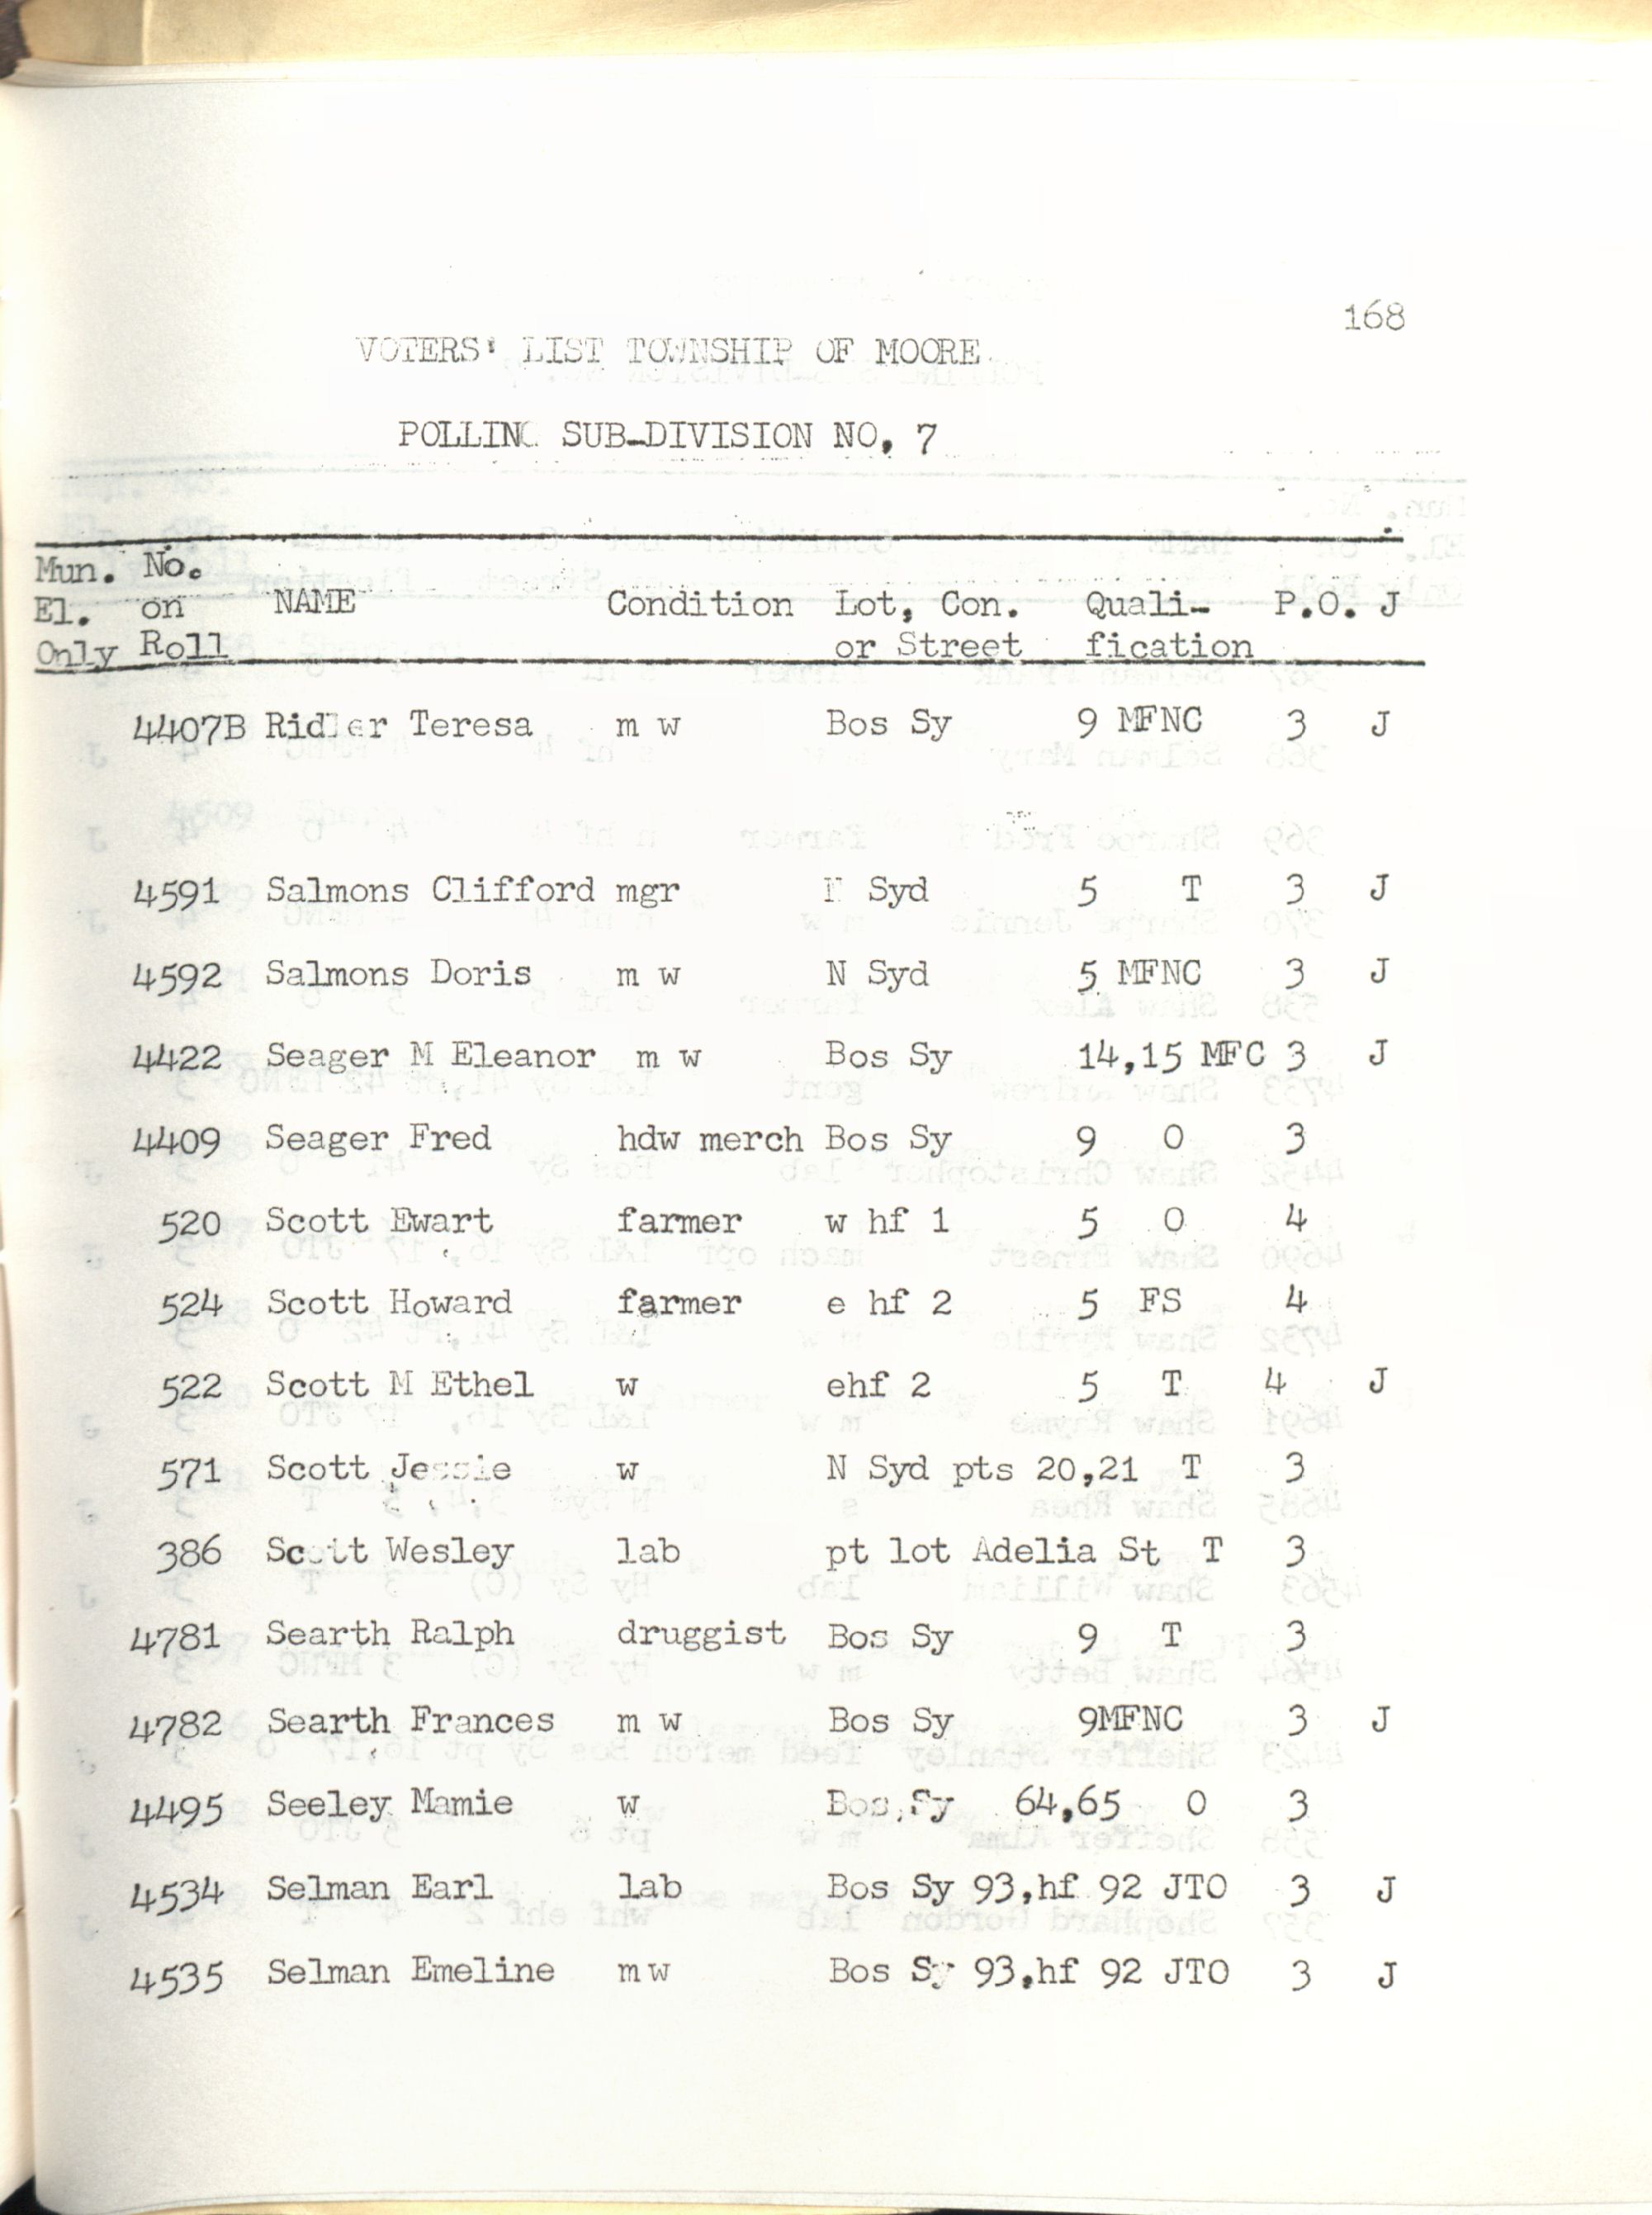 168
VOTERS' LIST TOWNSHIP OF MOORE
POLLING SUB-DIVISION NO, 7
Mun. No.
El. on NAME Condition Lot, Con. Quali- P.O. J
Only Roll or Street fication
4407B Ridler Teresa m w Bos Sy 9 MFNC 3 J
4591 Salmons Clifford mgr N Syd 5 T 3 J
4592 Salmons Doris m w N Syd 5 MFNC 3 J
4422 Seager M Eleanor m w Bos Sy 14,15 MFC 3 J
4409 Seager Fred hdw merch Bos Sy 9 O 3
520 Scott Ewart farmer w hf 1 5 O 4
524 Scott Howard farmer e hf 2 5 FS 4
522 Scott M Ethel w ehf 2 5 T 4 J
571 Scott Jessie w N Syd pts 20,21 T 3
386 Scott Wesley lab pt lot Adelia St T 3
4781 Searth Ralph druggist Bos Sy 9 T 3
4782 Searth Frances m w Bos Sy 9MFNC 3 J
4495 Seeley Mamie w Bos Sy 64,65 O 3
4534 Selman Earl lab Bos Sy 93,hf 92 JTO 3 J
4535 Selman Emeline m w Bos Sy 93,hf 92 JTO 3 J